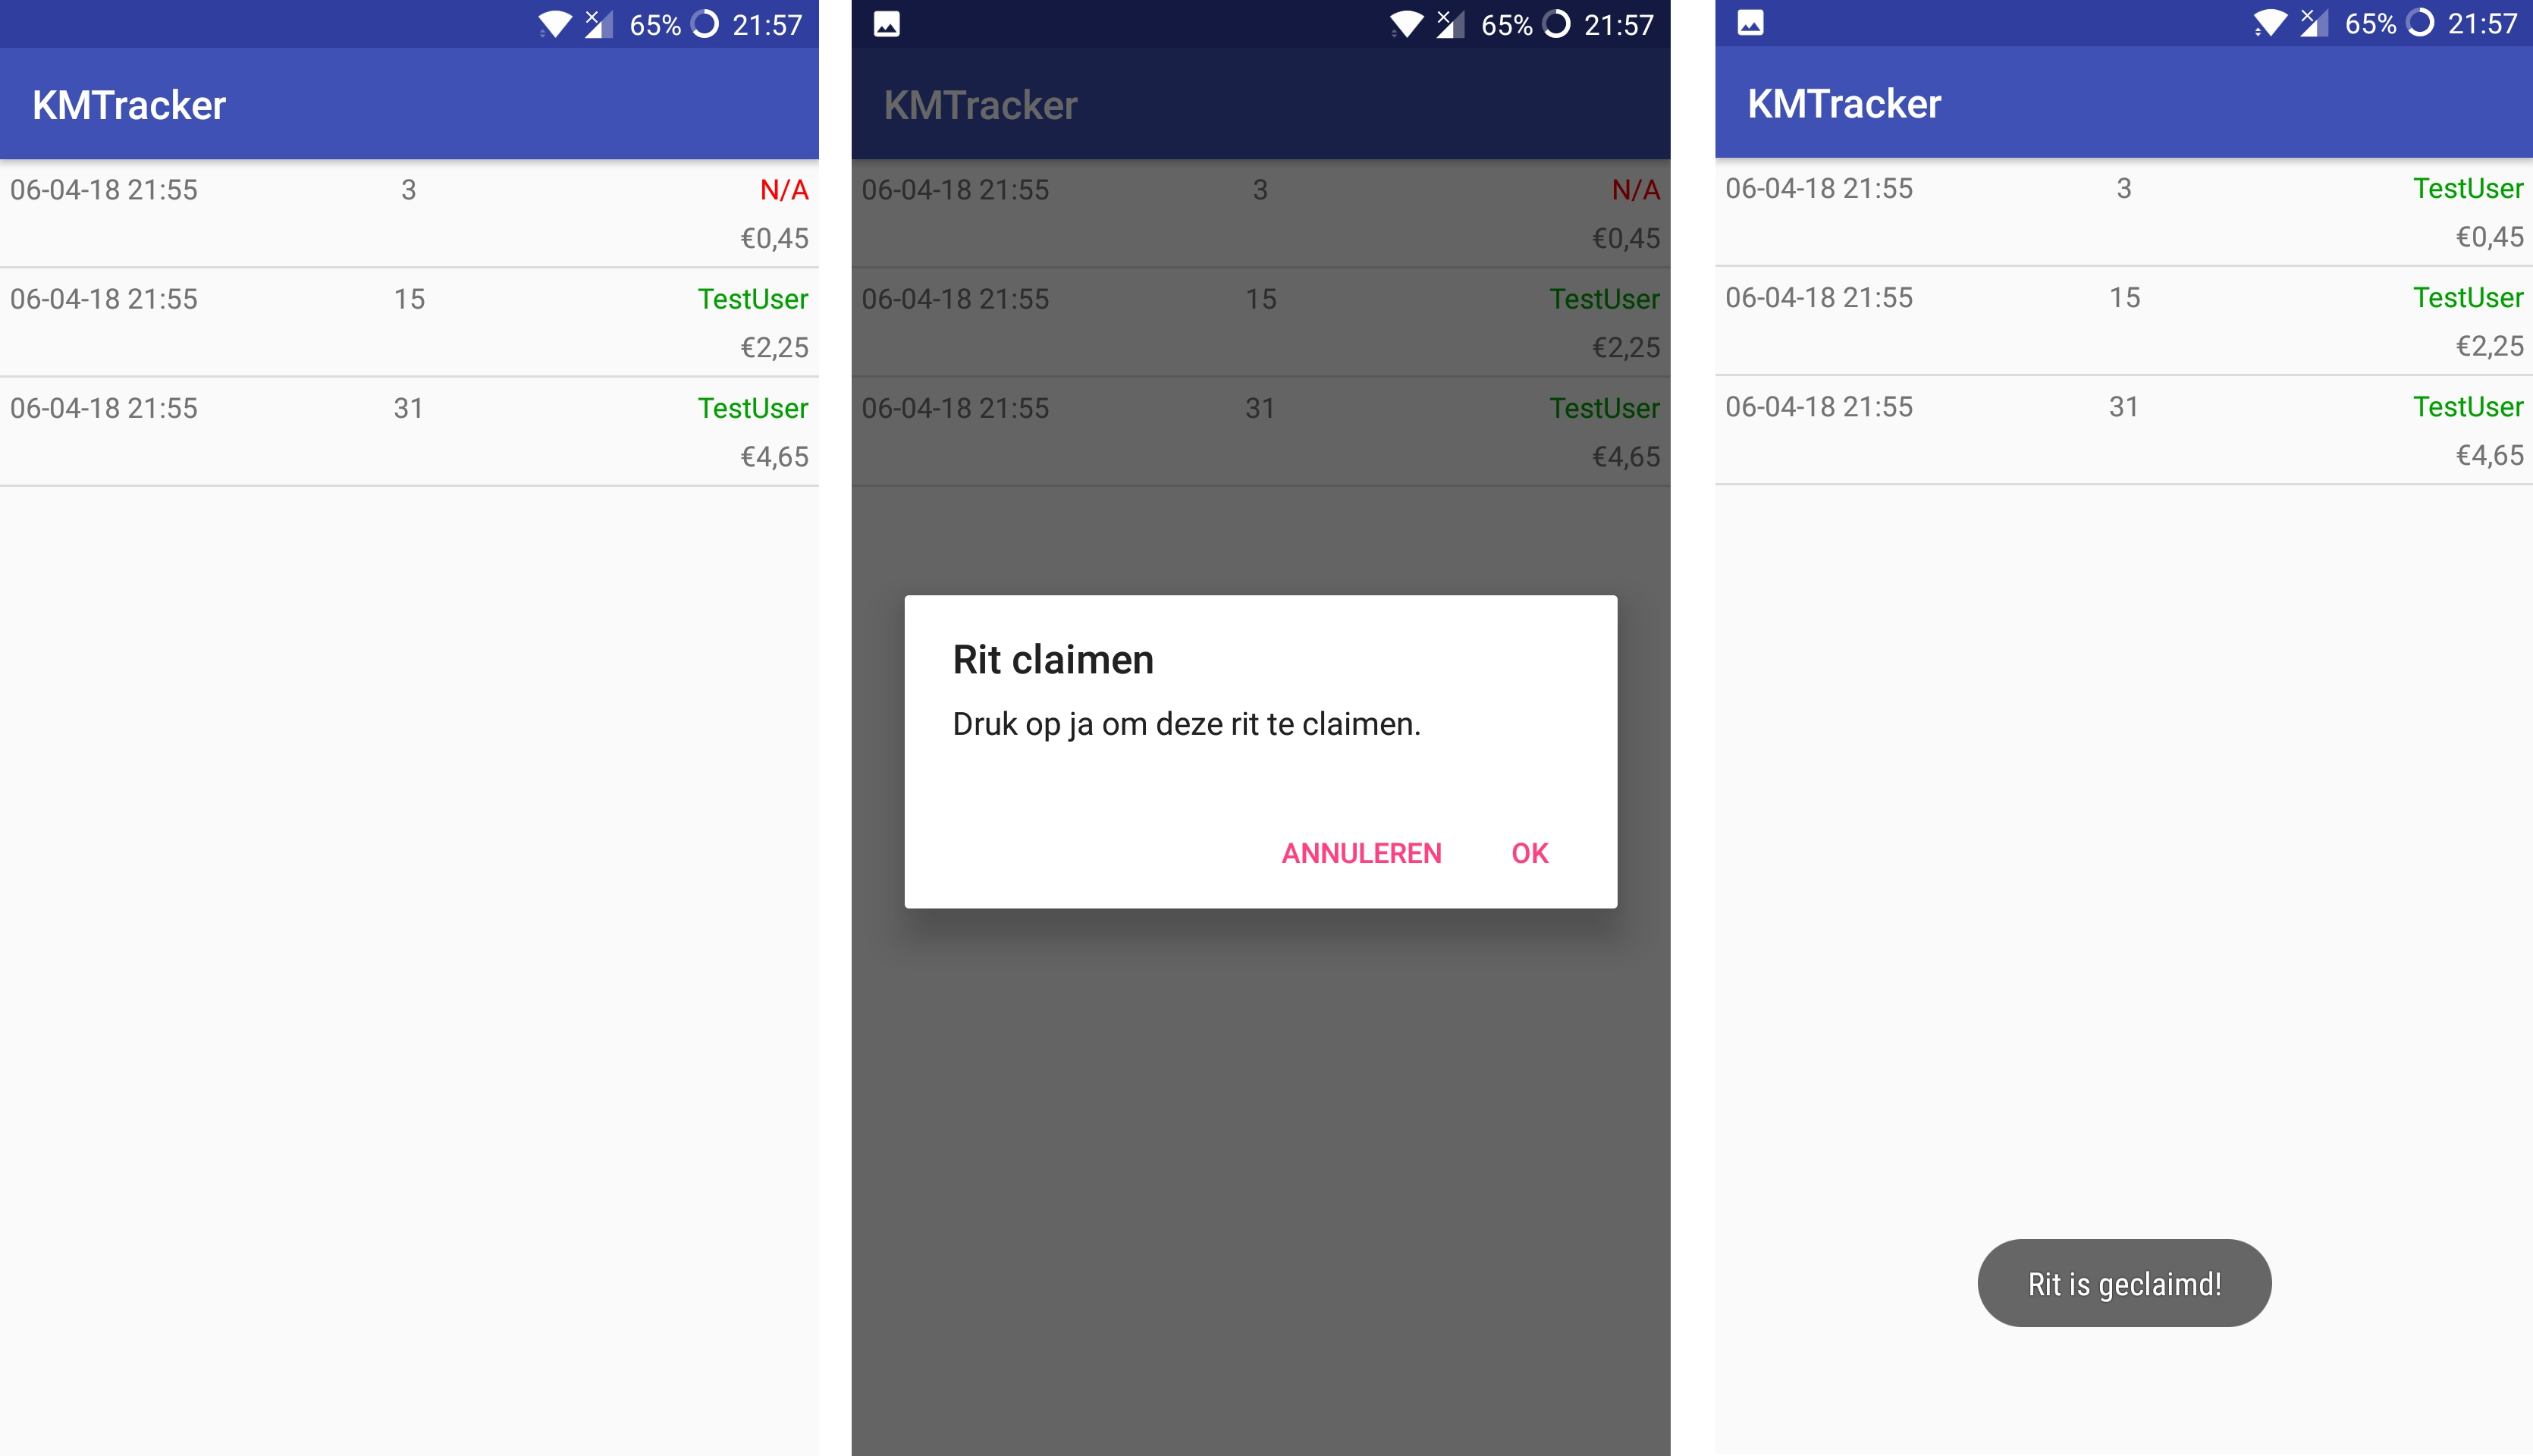 65% 21:57
KMTracker
06-04-18 21:55 3 N/A
€0,45
06-04-18 21:55 15 TestUser
€2,25
06-04-18 21:55 31 TestUser
€4,65
65% 21:57
KMTracker
06-04-18 21:55 3 N/A
€0,45
06-04-18 21:55 15 TestUser
€2,25
06-04-18 21:55 31 TestUser
€4,65
Rit claimen
Druk op ja om deze rit te claimen.
ANNULEREN OK
65% 21:57
KMTracker
06-04-18 21:55 3 TestUser
€0,45
06-04-18 21:55 15 TestUser
€2,25
06-04-18 21:55 31 TestUser
€4,65
Rit is geclaimd!